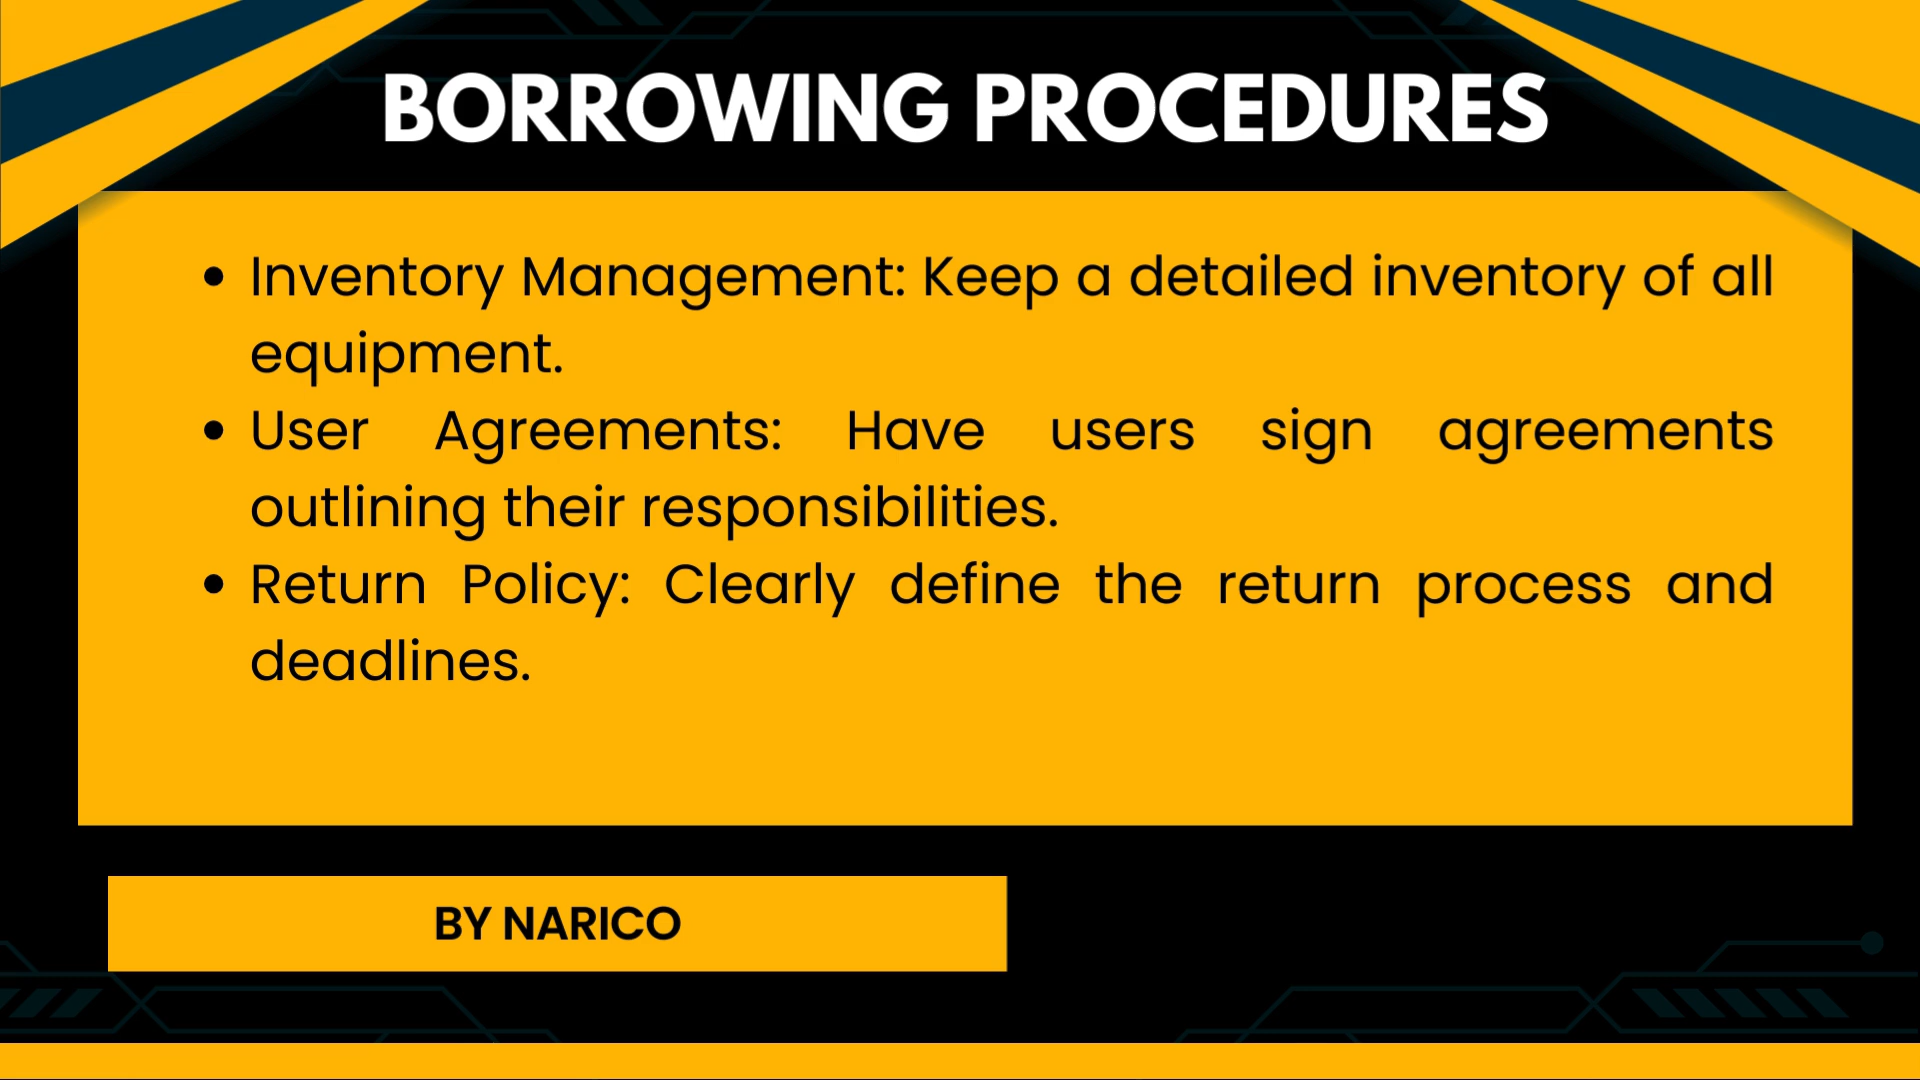 BORROWING PROCEDURES
• Inventory Management: Keep a detailed inventory of all
equipment.
• User Agreements: Have users sign agreements
outlining their responsibilities.
• Return Policy: Clearly define the return process and
deadlines.
BY NARICO